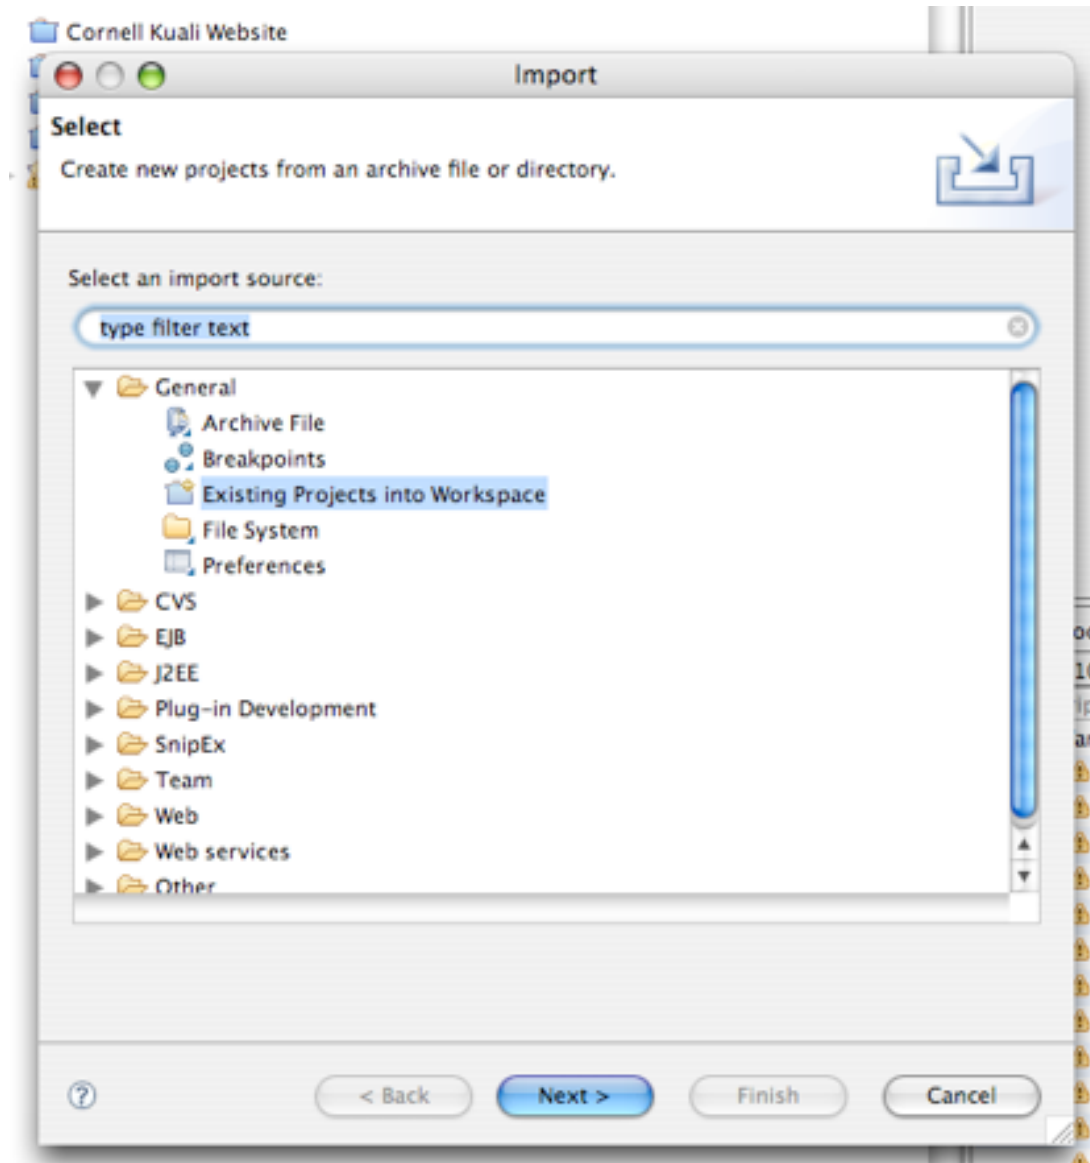 Cornell Kuali Website
Import
Select
Create new projects from an archive file or directory.
Select an import source:
type filter text
General
Archive File
Breakpoints
Existing Projects into Workspace
File System
Preferences
CVS
EJB
J2EE
Plug-in Development
SnipEx
Team
Web
Web services
Other
?
< Back
Next >
Finish
Cancel